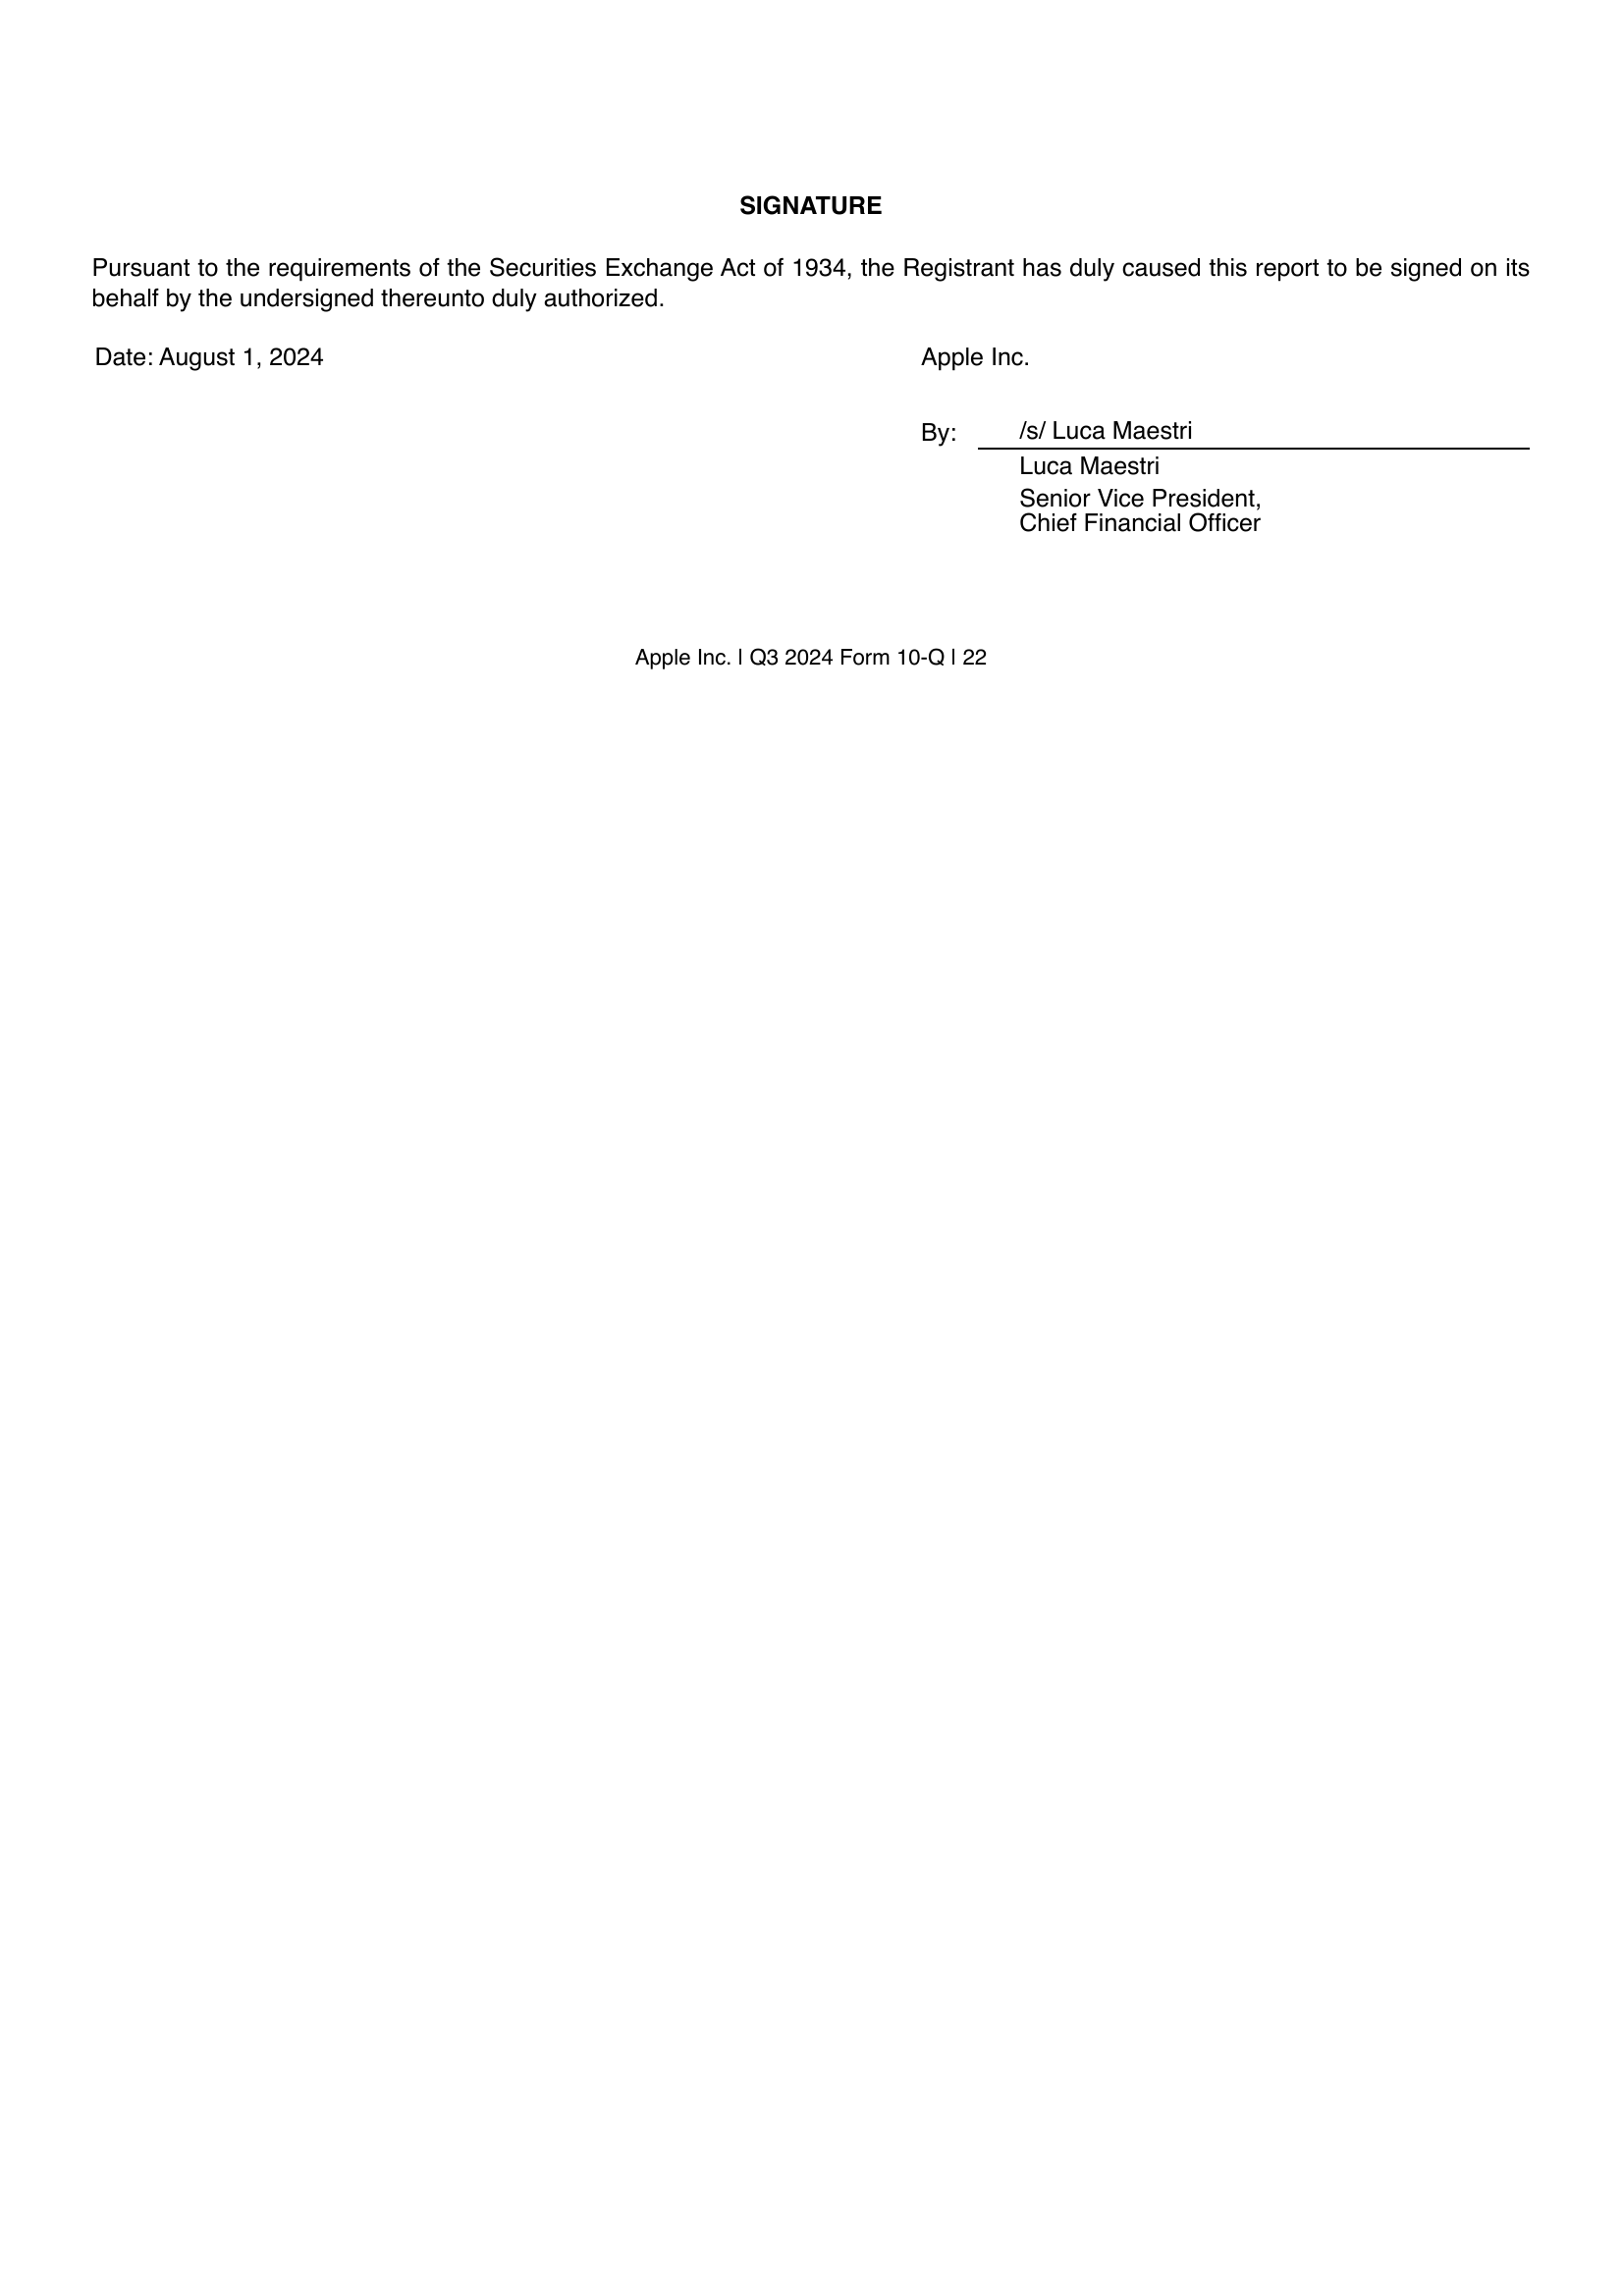 SIGNATURE
Pursuant to the requirements of the Securities Exchange Act of 1934, the Registrant has duly caused this report to be signed on its
behalf by the undersigned thereunto duly authorized.
Date: August 1, 2024
Apple Inc.
By: /s/ Luca Maestri
Luca Maestri
Senior Vice President,
Chief Financial Officer
Apple Inc. | Q3 2024 Form 10-Q | 22